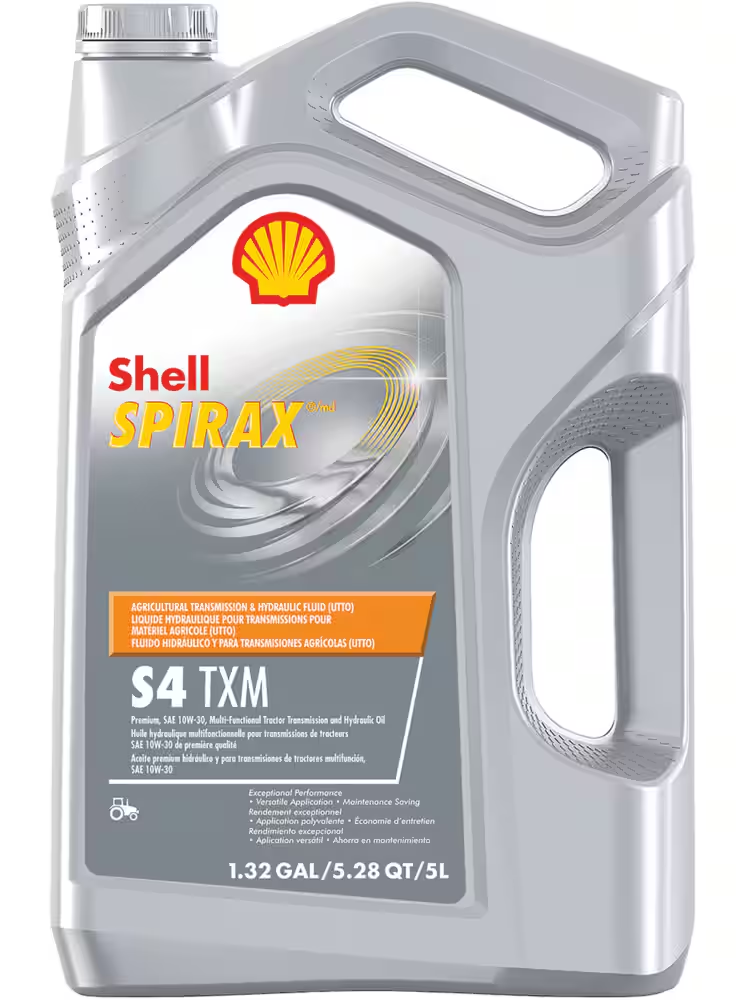 Shell
SPIRAX ®/md
AGRICULTURAL TRANSMISSION & HYDRAULIC FLUID (UTTO)
LIQUIDE HYDRAULIQUE POUR TRANSMISSIONS POUR
MATÉRIEL AGRICOLE (UTTO)
FLUIDO HIDRÁULICO Y PARA TRANSMISIONES AGRÍCOLAS (UTTO)
S4 TXM
Premium, SAE 10W-30, Multi-Functional Tractor Transmission and Hydraulic Oil
Huile hydraulique multifonctionnelle pour transmissions de tracteurs
SAE 10W-30 de première qualité
Aceite premium hidráulico y para transmisiones de tractores multifunción,
SAE 10W-30
Exceptional Performance
• Versatile Application • Maintenance Saving
Rendement exceptionnel
• Application polyvalente • Économie d'entretien
Rendimiento excepcional
• Aplication versátil • Ahorra en mantenimiento
1.32 GAL/5.28 QT/5L